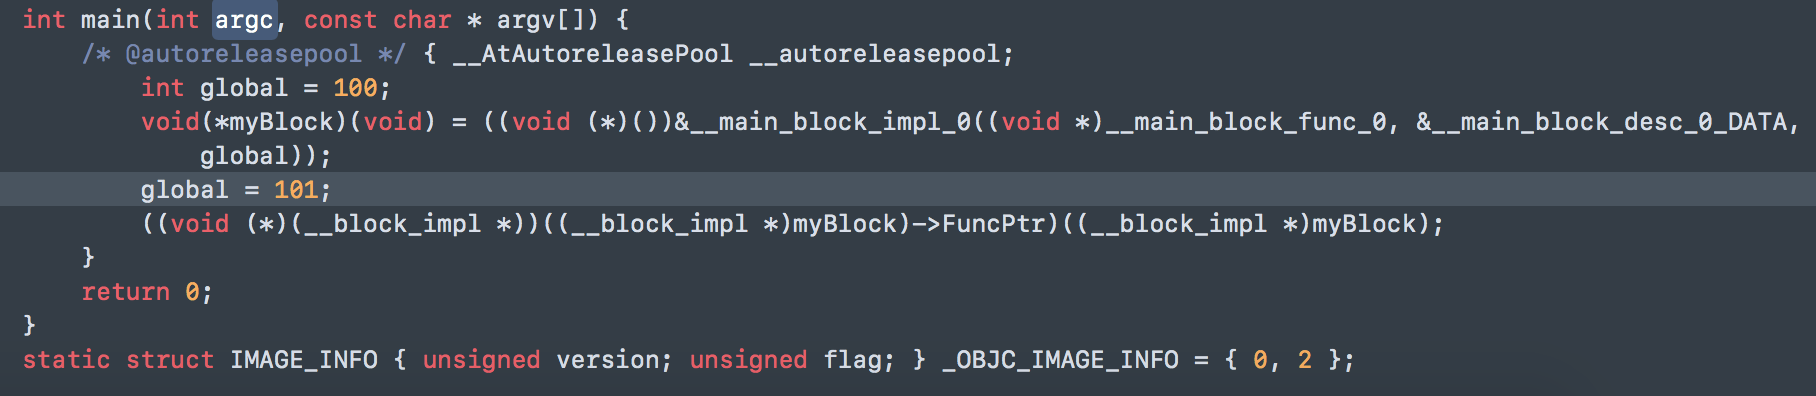 int main(int argc, const char * argv[]) {
    /* @autoreleasepool */ { __AtAutoreleasePool __autoreleasepool;
        int global = 100;
        void(*myBlock)(void) = ((void (*)())&__main_block_impl_0((void *)__main_block_func_0, &__main_block_desc_0_DATA,
            global));
        global = 101;
        ((void (*)(__block_impl *))((__block_impl *)myBlock)->FuncPtr)((__block_impl *)myBlock);
    }
    return 0;
}
static struct IMAGE_INFO { unsigned version; unsigned flag; } _OBJC_IMAGE_INFO = { 0, 2 };